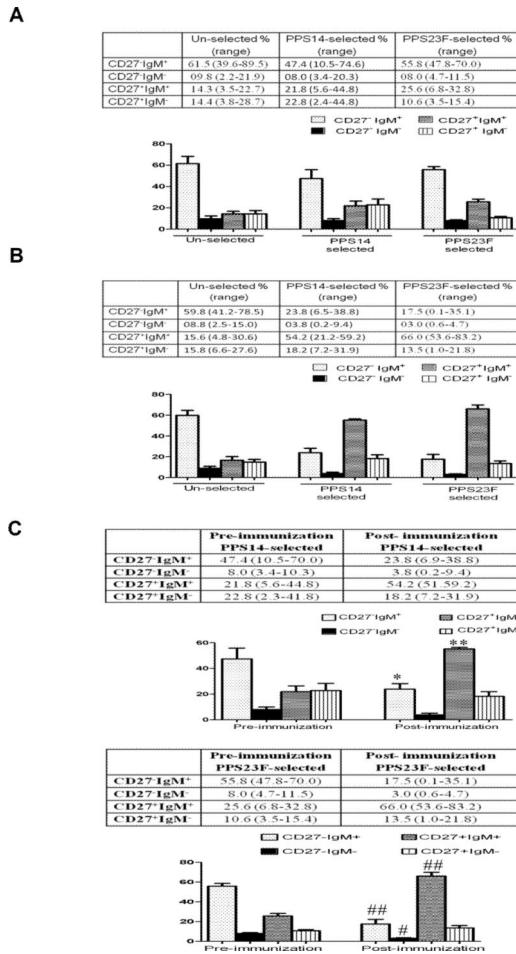 A
Un-selected % PPS14-selected % PPS23F-selected %
(range) (range) (range)
CD27⁻IgM⁺ 61.5 (39.6-89.5) 47.4 (10.5-74.6) 55.8 (47.8-70.0)
CD27⁻IgM⁻ 09.8 (2.2-21.9) 08.0 (3.4-20.3) 08.0 (4.7-11.5)
CD27⁺IgM⁺ 14.3 (3.5-22.7) 21.8 (5.6-44.8) 25.6 (6.8-32.8)
CD27⁺IgM⁻ 14.4 (3.8-28.7) 22.8 (2.4-44.8) 10.6 (3.5-15.4)
CD27⁻ IgM⁺ CD27⁺IgM⁺
CD27⁻ IgM⁻ CD27⁺ IgM⁻
80
60
40
20
0
Un-selected PPS14 selected PPS23F selected
B
Un-selected % PPS14-selected % PPS23F-selected %
(range) (range) (range)
CD27⁻IgM⁺ 59.8 (41.2-78.5) 23.8 (6.5-38.8) 17.5 (0.1-35.1)
CD27⁻IgM⁻ 08.8 (2.5-15.0) 03.8 (0.2-9.4) 03.0 (0.6-4.7)
CD27⁺IgM⁺ 15.6 (4.8-30.6) 54.2 (21.2-59.2) 66.0 (53.6-83.2)
CD27⁺IgM⁻ 15.8 (6.6-27.6) 18.2 (7.2-31.9) 13.5 (1.0-21.8)
CD27⁻ IgM⁺ CD27⁺IgM⁺
CD27⁻ IgM⁻ CD27⁺ IgM⁻
80
60
40
20
0
Un-selected PPS14 selected PPS23F selected
C
Pre-immunization Post- immunization
PPS14-selected PPS14-selected
CD27⁻IgM⁺ 47.4 (10.5-70.0) 23.8 (6.9-38.8)
CD27⁻IgM⁻ 8.0 (3.4-10.3) 3.8 (0.2-9.4)
CD27⁺IgM⁺ 21.8 (5.6-44.8) 54.2 (51.59.2)
CD27⁺IgM⁻ 22.8 (2.3-41.8) 18.2 (7.2-31.9)
CD27⁻IgM⁺ CD27⁺IgM⁺
CD27⁻IgM⁻ CD27⁺IgM⁻
60
40
20
0
* **
Pre-immunization Post-immunization
Pre-immunization Post- immunization
PPS23F-selected PPS23F-selected
CD27⁻IgM⁺ 55.8 (47.8-70.0) 17.5 (0.1-35.1)
CD27⁻IgM⁻ 8.0 (4.7-11.5) 3.0 (0.6-4.7)
CD27⁺IgM⁺ 25.6 (6.8-32.8) 66.0 (53.6-83.2)
CD27⁺IgM⁻ 10.6 (3.5-15.4) 13.5 (1.0-21.8)
CD27-IgM+ CD27+IgM+
CD27-IgM- CD27+IgM-
80
60
40
20
0
## # ##
Pre-immunization Post-immunization